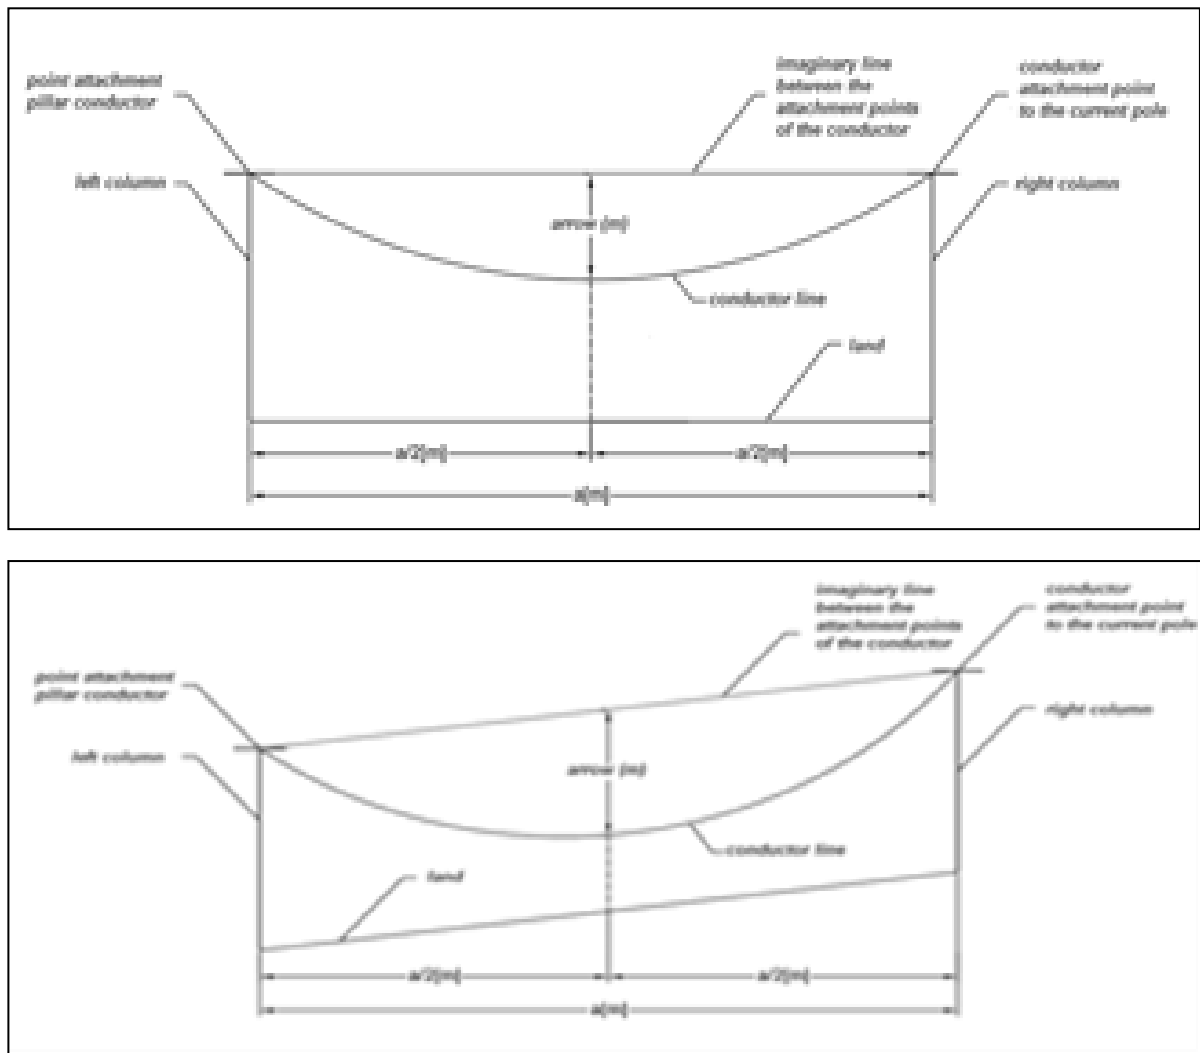 point attachment
pillar conductor
imaginary line
between the
attachment points
of the conductor
conductor
attachment point
to the current pole
left column
right column
arrow (m)
conductor line
land
a/2[m]
a/2[m]
a[m]
imaginary line
between the
attachment points
of the conductor
conductor
attachment point
to the current pole
point attachment
pillar conductor
left column
right column
arrow (m)
conductor line
land
a/2[m]
a/2[m]
a[m]